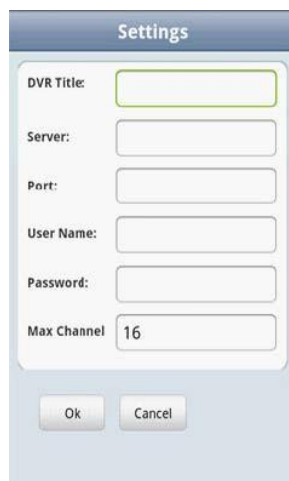 Settings
DVR Title:
Server:
Port:
User Name:
Password:
Max Channel 16
Ok Cancel